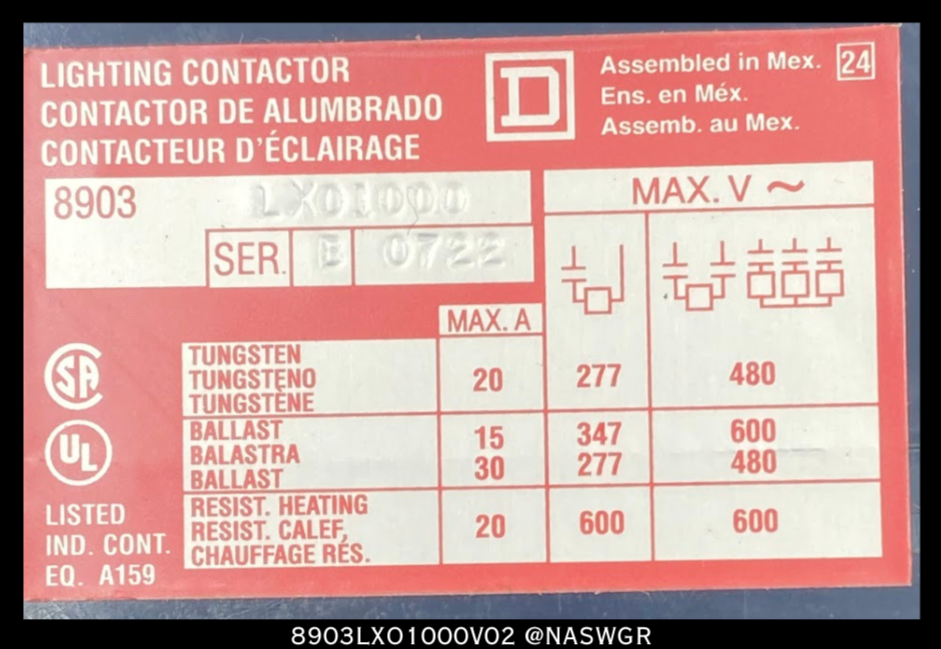 LIGHTING CONTACTOR
CONTACTOR DE ALUMBRADO
CONTACTEUR D'ÉCLAIRAGE
D
Assembled in Mex. 24
Ens. en Méx.
Assemb. au Mex.
8903 LXO1000
SER. B 0722
MAX. V ~
MAX. A
TUNGSTEN
TUNGSTENO 20 277 480
TUNGSTÈNE
BALLAST 15 347 600
BALASTRA 30 277 480
BALLAST
RESIST. HEATING
RESIST. CALEF, 20 600 600
CHAUFFAGE RÉS.
SA
UL
LISTED
IND. CONT.
EQ. A159
8903LXO1000V02 @NASWGR